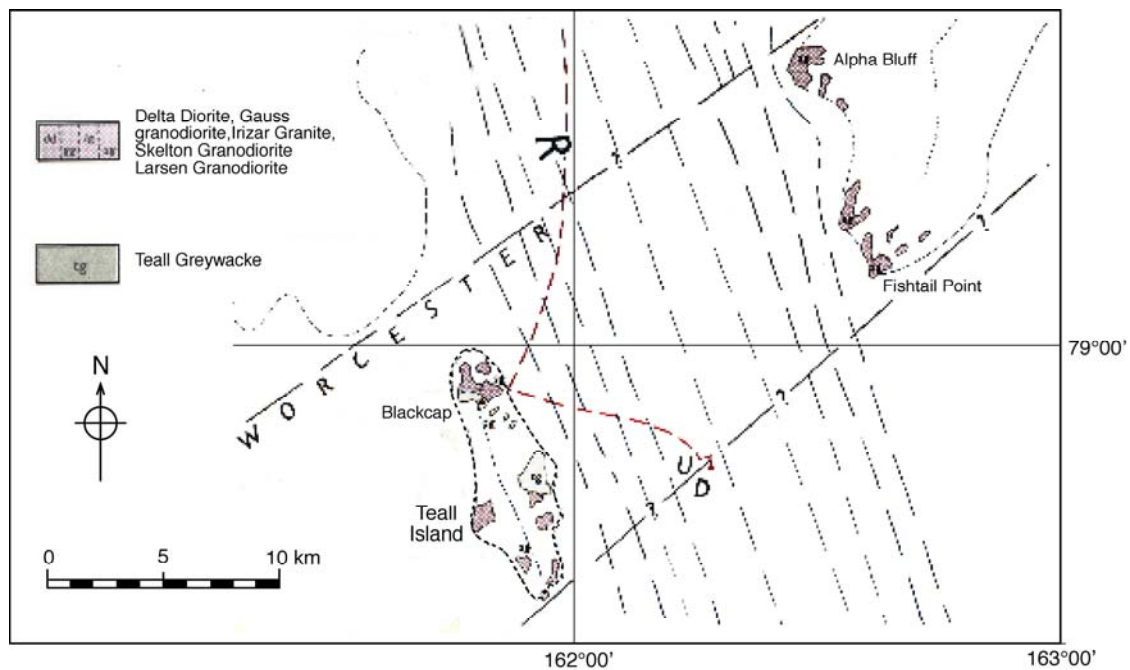 Alpha Bluff
Delta Diorite, Gauss
granodiorite,Irizar Granite,
Skelton Granodiorite
Larsen Granodiorite
R
?
tg
Teall Greywacke
?
Fishtail Point
WORCESTER
79°00'
N
Blackcap
?
U
D
tg
?
Teall
Island
0 5 10 km
162°00'
163°00'